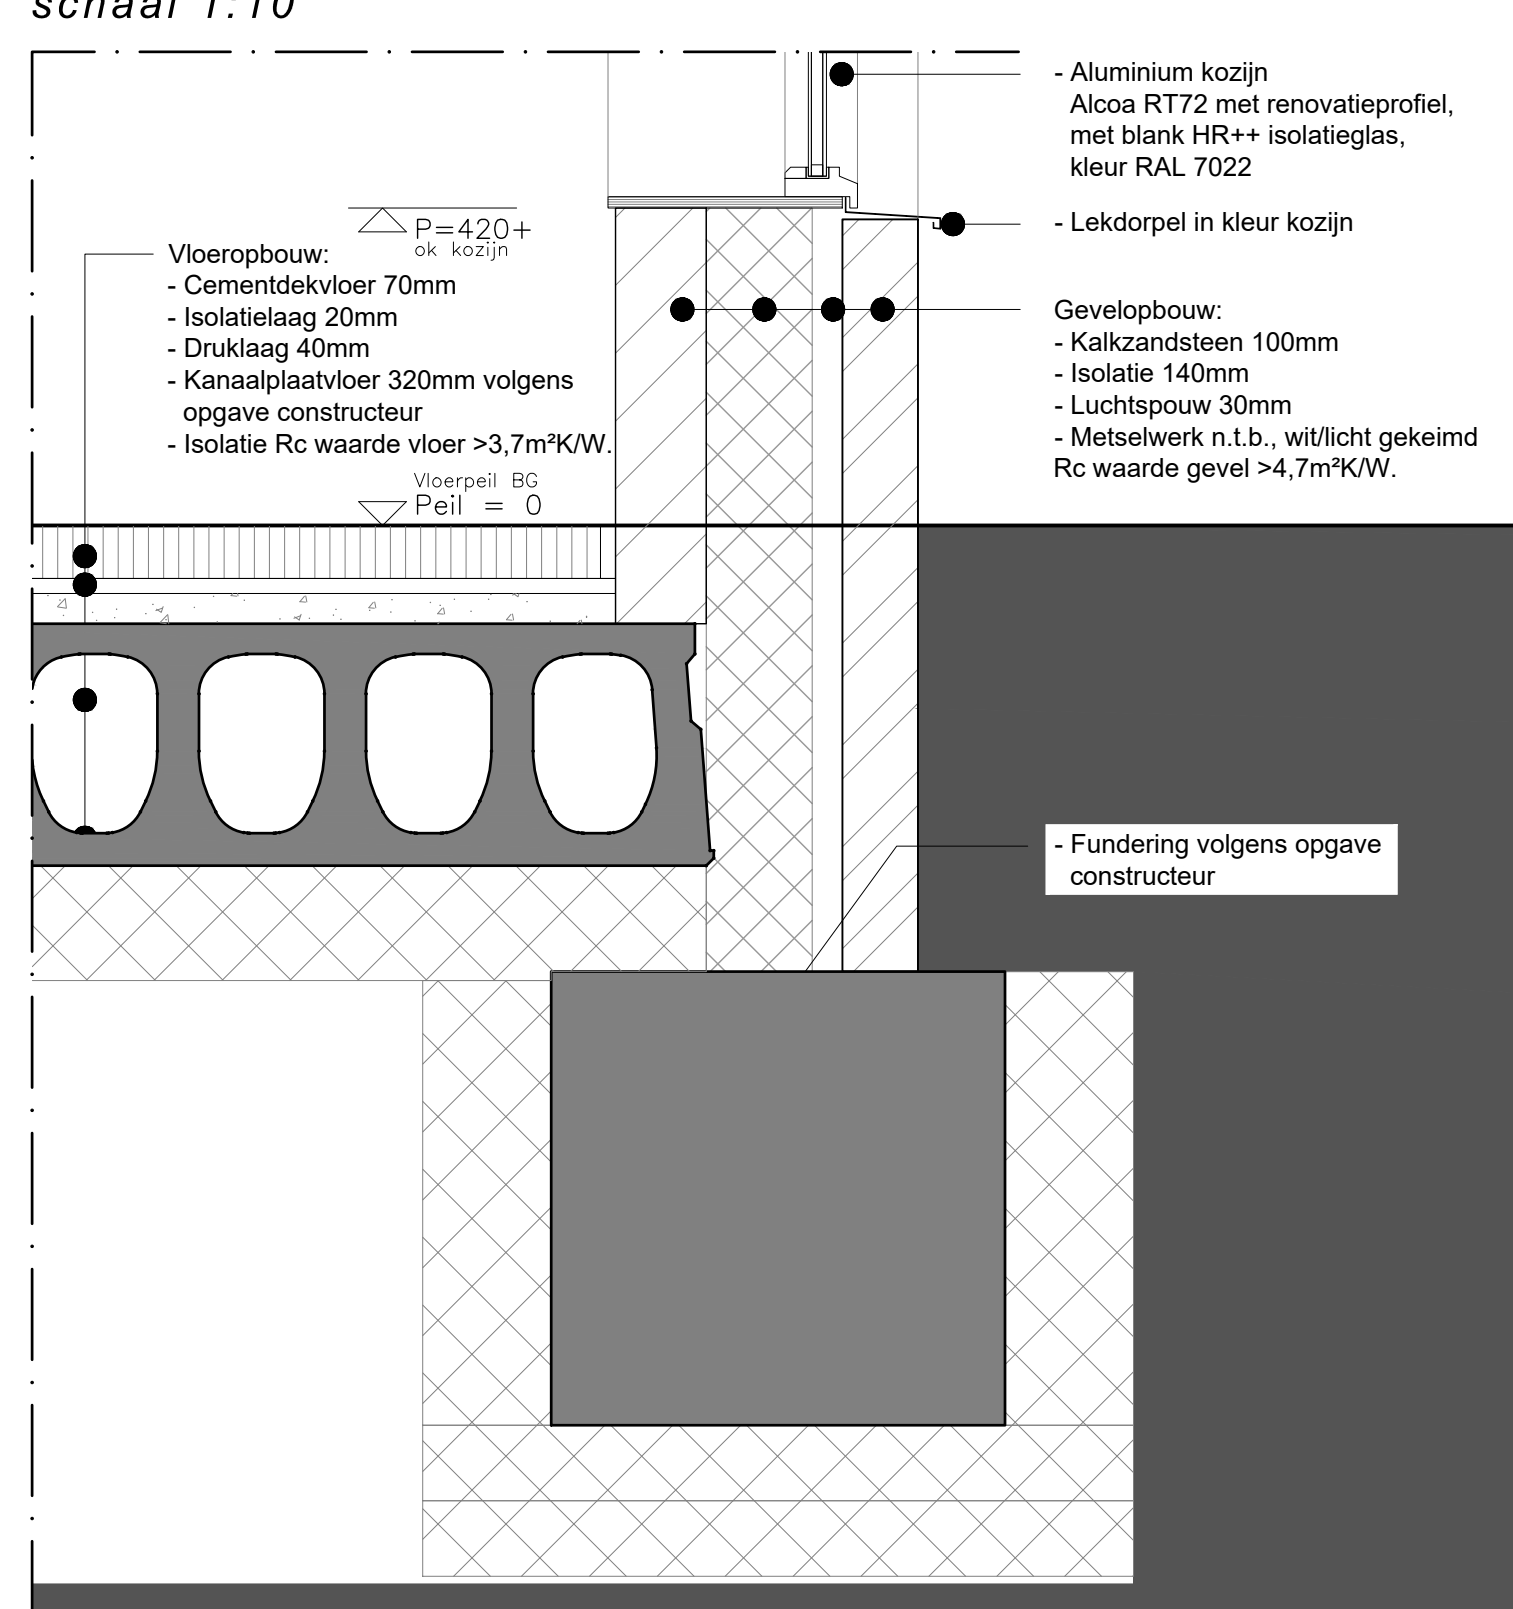 schaal 1:10
- Aluminium kozijn
Alcoa RT72 met renovatieprofiel,
met blank HR++ isolatieglas,
kleur RAL 7022
- Lekdorpel in kleur kozijn
P=420+
ok kozijn
Vloeropbouw:
- Cementdekvloer 70mm
- Isolatielaag 20mm
- Druklaag 40mm
- Kanaalplaatvloer 320mm volgens
opgave constructeur
- Isolatie Rc waarde vloer >3,7m²K/W.
Gevelopbouw:
- Kalkzandsteen 100mm
- Isolatie 140mm
- Luchtspouw 30mm
- Metselwerk n.t.b., wit/licht gekeimd
Rc waarde gevel >4,7m²K/W.
Vloerpeil BG
Peil = 0
- Fundering volgens opgave
constructeur